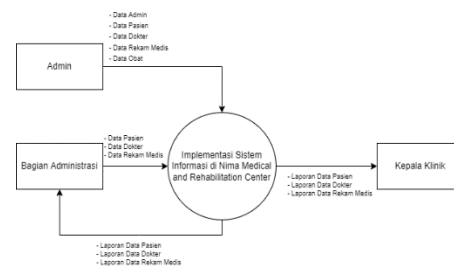 - Data Admin
- Data Pasien
- Data Dokter
- Data Rekam Medis
- Data Obat
Admin
Bagian Administrasi
- Data Pasien
- Data Dokter
- Data Rekam Medis
Implementasi Sistem
Informasi di Nima Medical
and Rehabilitation Center
- Laporan Data Pasien
- Laporan Data Dokter
- Laporan Data Rekam Medis
Kepala Klinik
- Laporan Data Pasien
- Laporan Data Dokter
- Laporan Data Rekam Medis